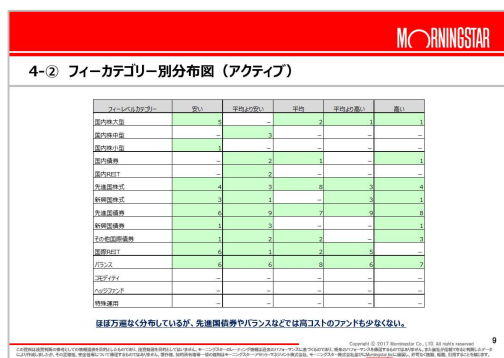 MORNINGSTAR
4-② フィーカテゴリー別分布図（アクティブ）
フィーレベルカテゴリー 安い 平均より安い 平均 平均より高い 高い
国内株大型 5 – 2 1 1
国内株中型 – 3 – – –
国内株小型 1 – – – –
国内債券 – 2 1 – 1
国内REIT – 2 – – –
先進国株式 4 3 8 3 4
新興国株式 3 1 – 3 1
先進国債券 6 9 7 9 8
新興国債券 1 3 – – 1
その他国際債券 1 2 2 – 3
国際REIT 6 1 2 5 –
バランス 6 6 8 6 7
コモディティ – – – – –
ヘッジファンド – – – – –
特殊運用 – – – – –
ほぼ万遍なく分布しているが、先進国債券やバランスなどでは高コストのファンドも少なくない。
Copyright © 2017 Morningstar Co., LTD. All rights reserved